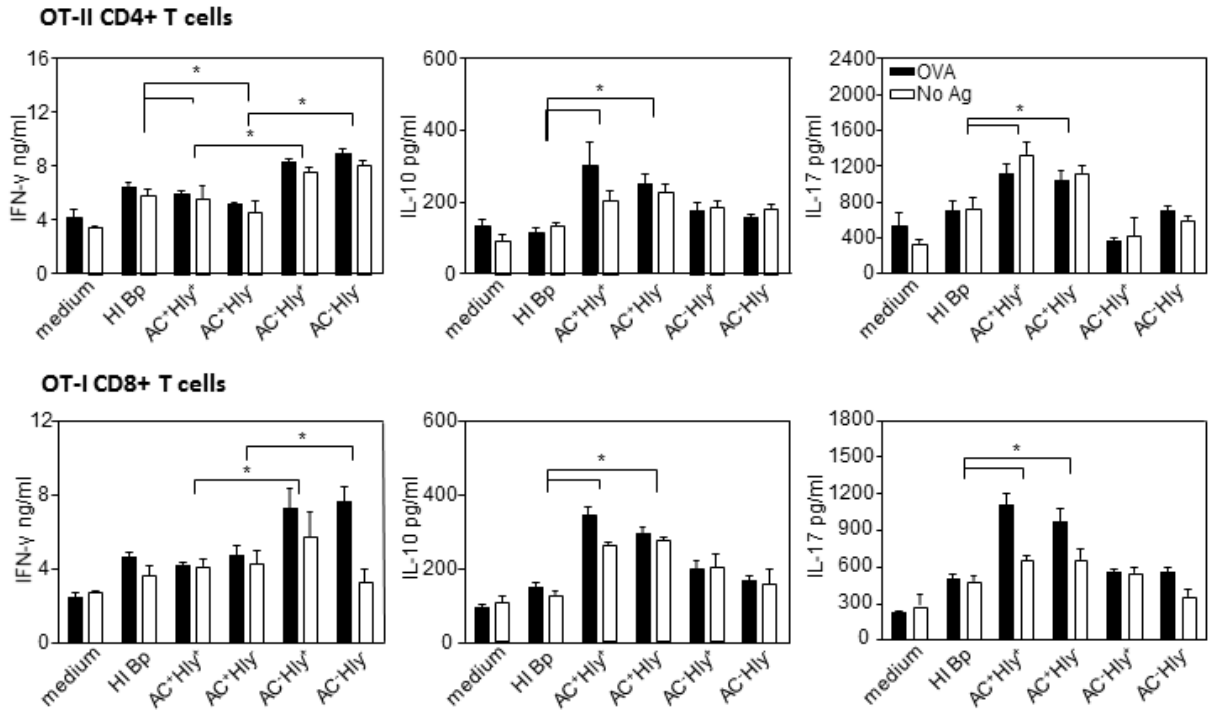 OT-II CD4+ T cells
16
12
8
4
0
IFN-γ ng/ml
*
*
*
medium
HI Bp
AC⁺Hly⁺
AC⁺Hly
AC⁻Hly⁺
AC⁻Hly
600
400
200
0
IL-10 pg/ml
*
medium
HI Bp
AC⁺Hly⁺
AC⁺Hly
AC⁻Hly⁺
AC⁻Hly
2400
1600
1200
800
400
0
IL-17 pg/ml
OVA
No Ag
*
medium
HI Bp
AC⁺Hly⁺
AC⁺Hly
AC⁻Hly⁺
AC⁻Hly
OT-I CD8+ T cells
12
8
4
0
IFN-γ ng/ml
*
*
medium
HI Bp
AC⁺Hly⁺
AC⁺Hly
AC⁻Hly⁺
AC⁻Hly
600
400
200
0
IL-10 pg/ml
*
medium
HI Bp
AC⁺Hly⁺
AC⁺Hly
AC⁻Hly⁺
AC⁻Hly
1800
1500
1200
900
600
300
0
IL-17 pg/ml
*
medium
HI Bp
AC⁺Hly⁺
AC⁺Hly
AC⁻Hly⁺
AC⁻Hly